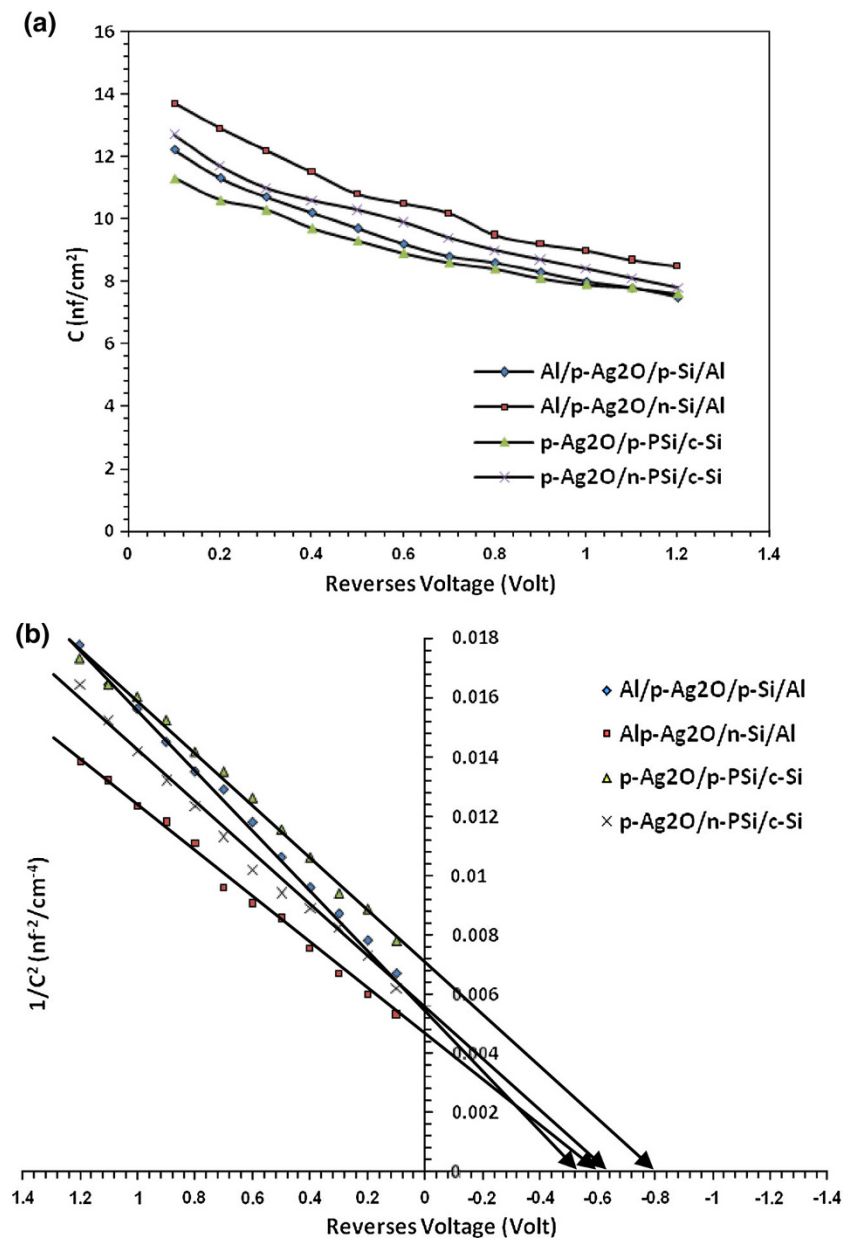 (a)
16
14
12
10
8
6
4
2
0
C (nf/cm²)
Al/p-Ag2O/p-Si/Al
Al/p-Ag2O/n-Si/Al
p-Ag2O/p-PSi/c-Si
p-Ag2O/n-PSi/c-Si
0 0.2 0.4 0.6 0.8 1 1.2 1.4
Reverses Voltage (Volt)
(b)
0.018
0.016
0.014
0.012
0.01
0.008
0.006
0.004
0.002
0
1/C² (nf⁻²/cm⁻⁴)
Al/p-Ag2O/p-Si/Al
Alp-Ag2O/n-Si/Al
p-Ag2O/p-PSi/c-Si
p-Ag2O/n-PSi/c-Si
1.4 1 0.8 0.6 0.4 0.2 0 -0.2 -0.4 -0.6 -0.8 -1 -1.2 -1.4
Reverses Voltage (Volt)